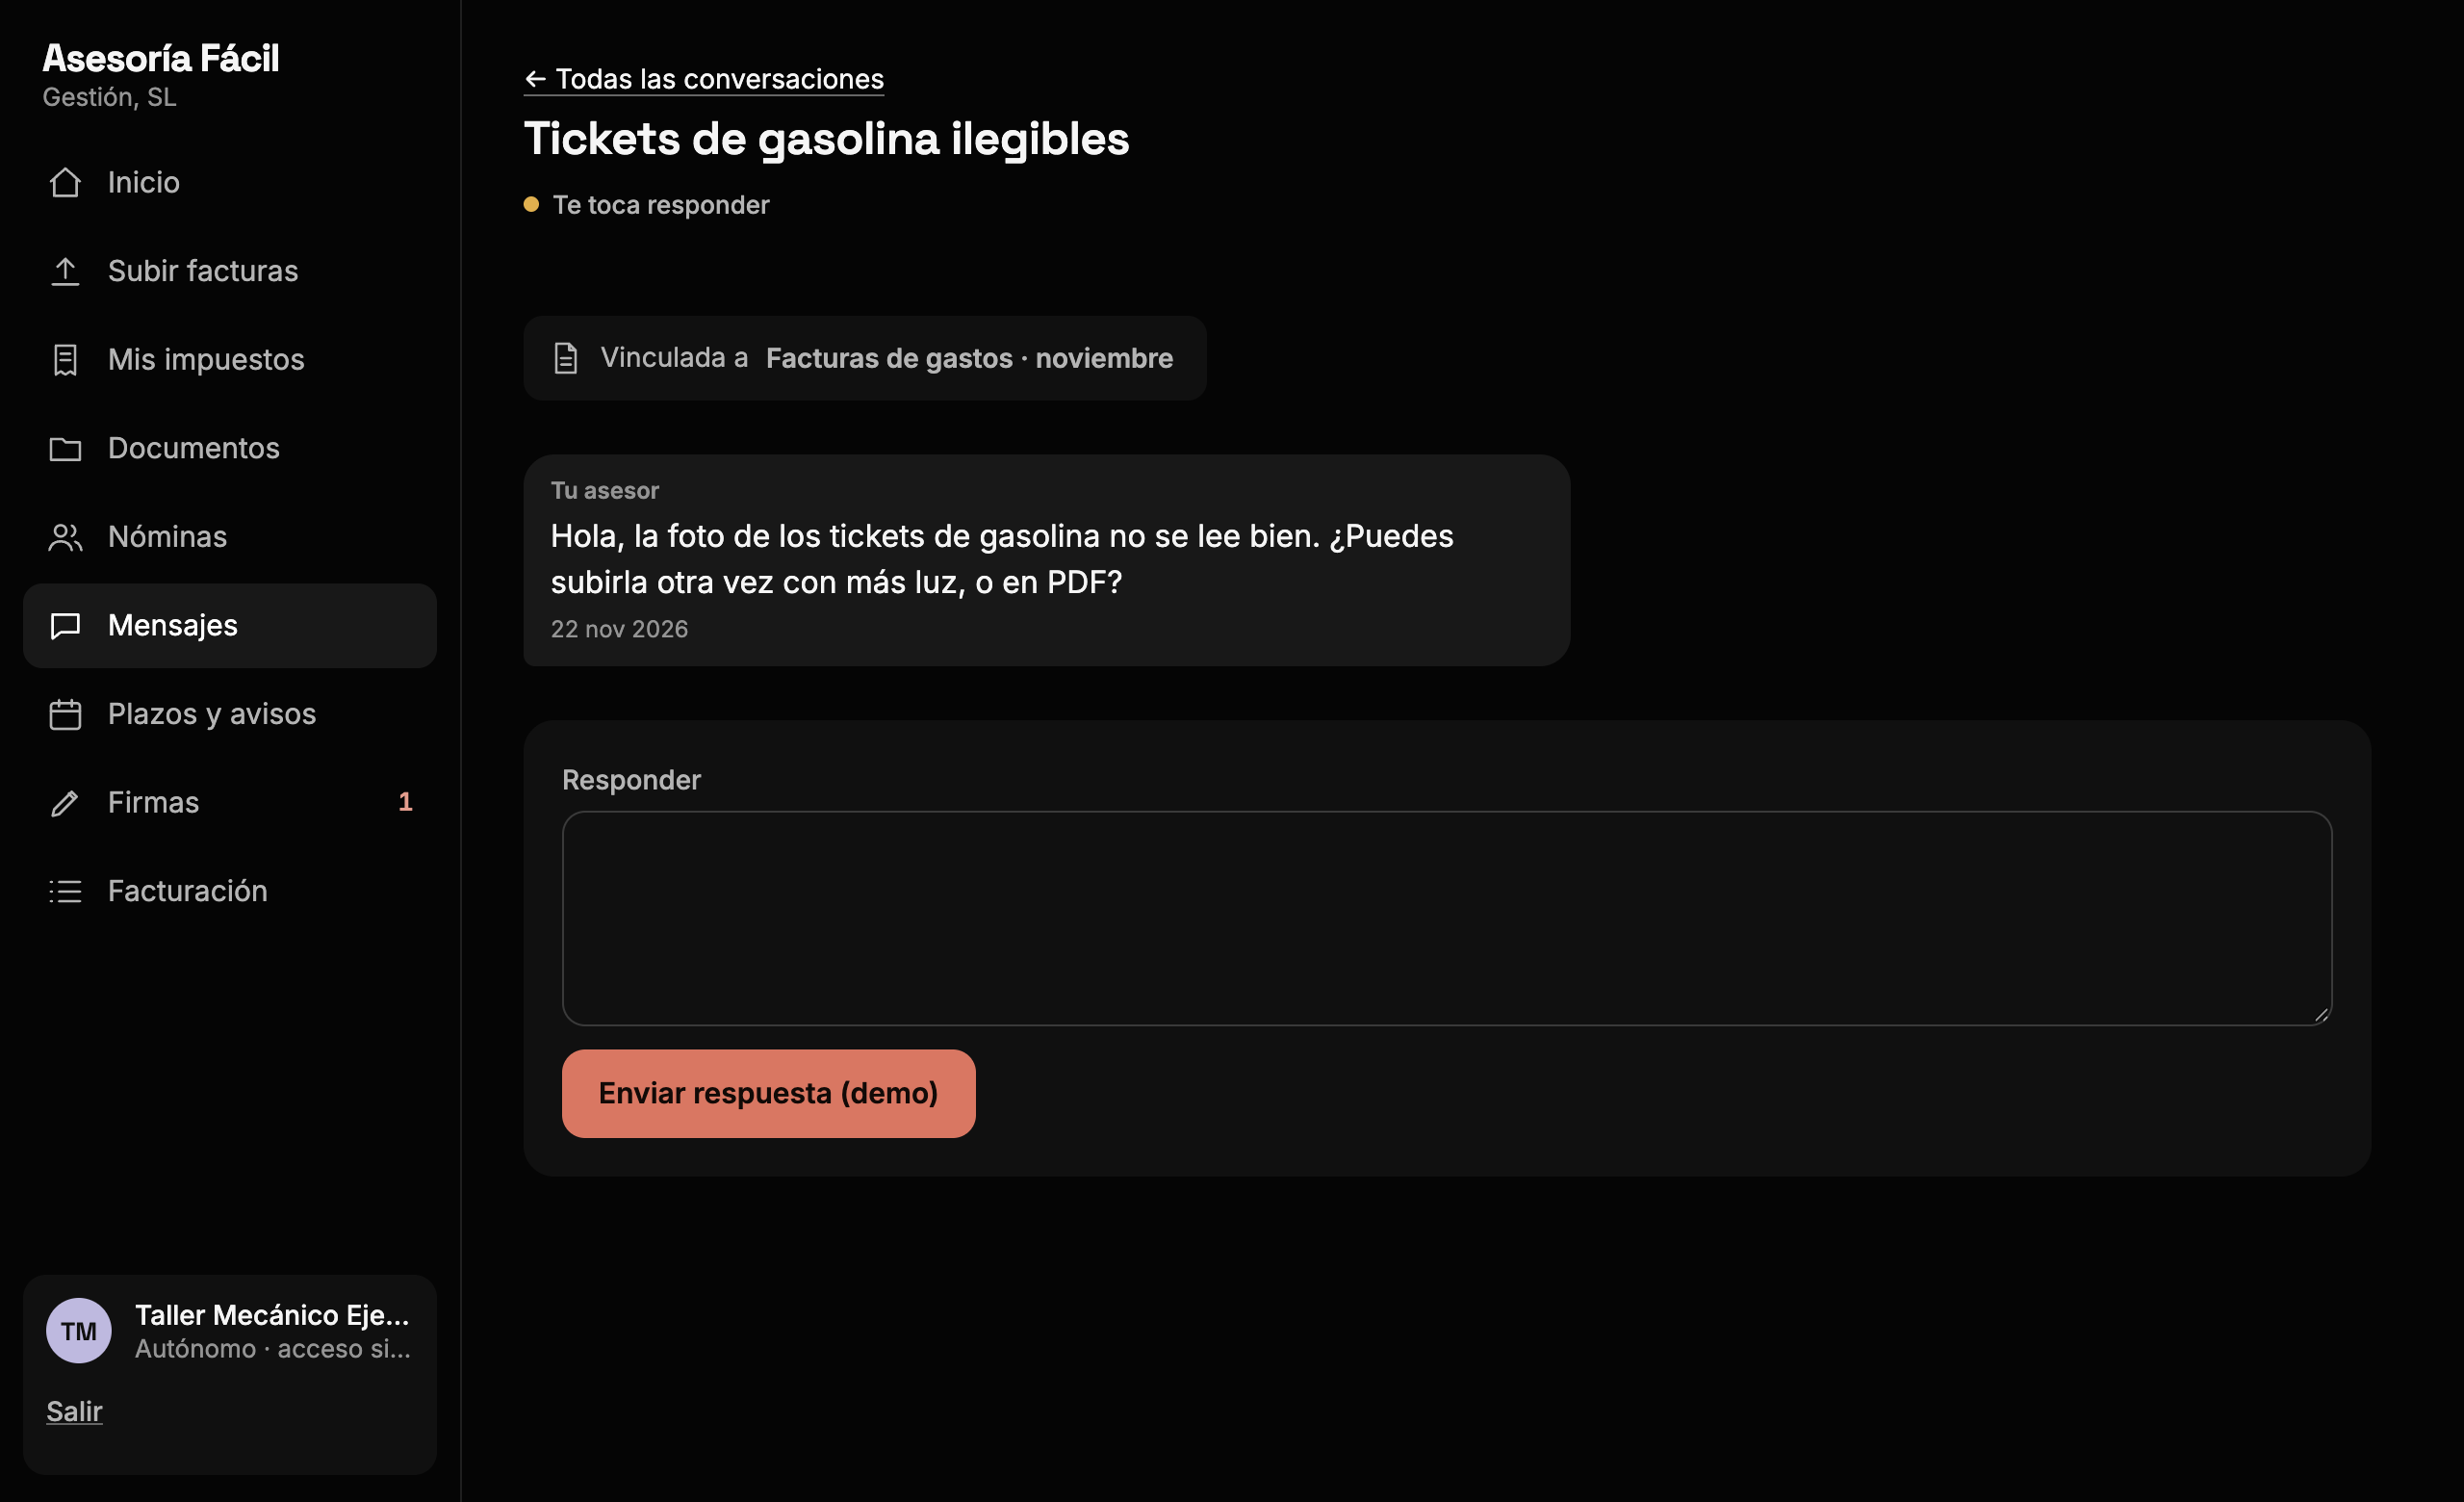 Asesoría Fácil
Gestión, SL
Inicio
Subir facturas
Mis impuestos
Documentos
Nóminas
Mensajes
Plazos y avisos
Firmas 1
Facturación
TM
Taller Mecánico Eje...
Autónomo · acceso si...
Salir
← Todas las conversaciones
Tickets de gasolina ilegibles
Te toca responder
Vinculada a Facturas de gastos · noviembre
Tu asesor
Hola, la foto de los tickets de gasolina no se lee bien. ¿Puedes
subirla otra vez con más luz, o en PDF?
22 nov 2026
Responder
Enviar respuesta (demo)